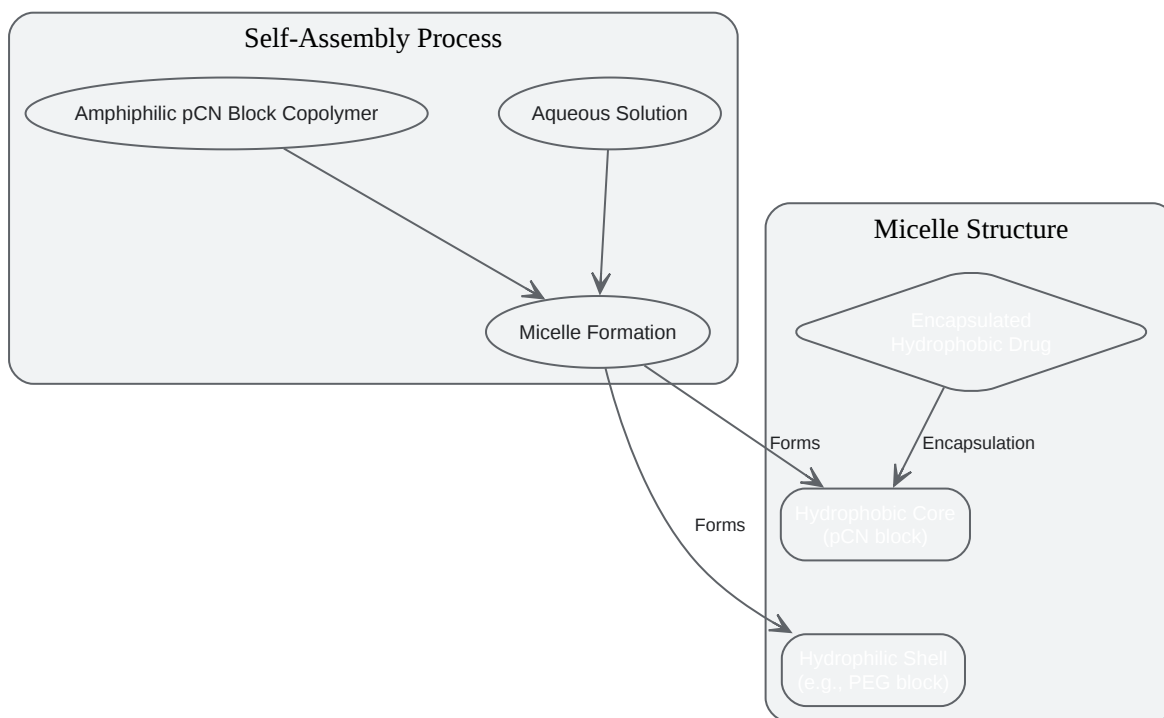 Self-Assembly Process
Amphiphilic pCN Block Copolymer
Aqueous Solution
Micelle Formation
Micelle Structure
Encapsulated
Hydrophobic Drug
Forms
Encapsulation
Hydrophobic Core
(pCN block)
Forms
Hydrophilic Shell
(e.g., PEG block)